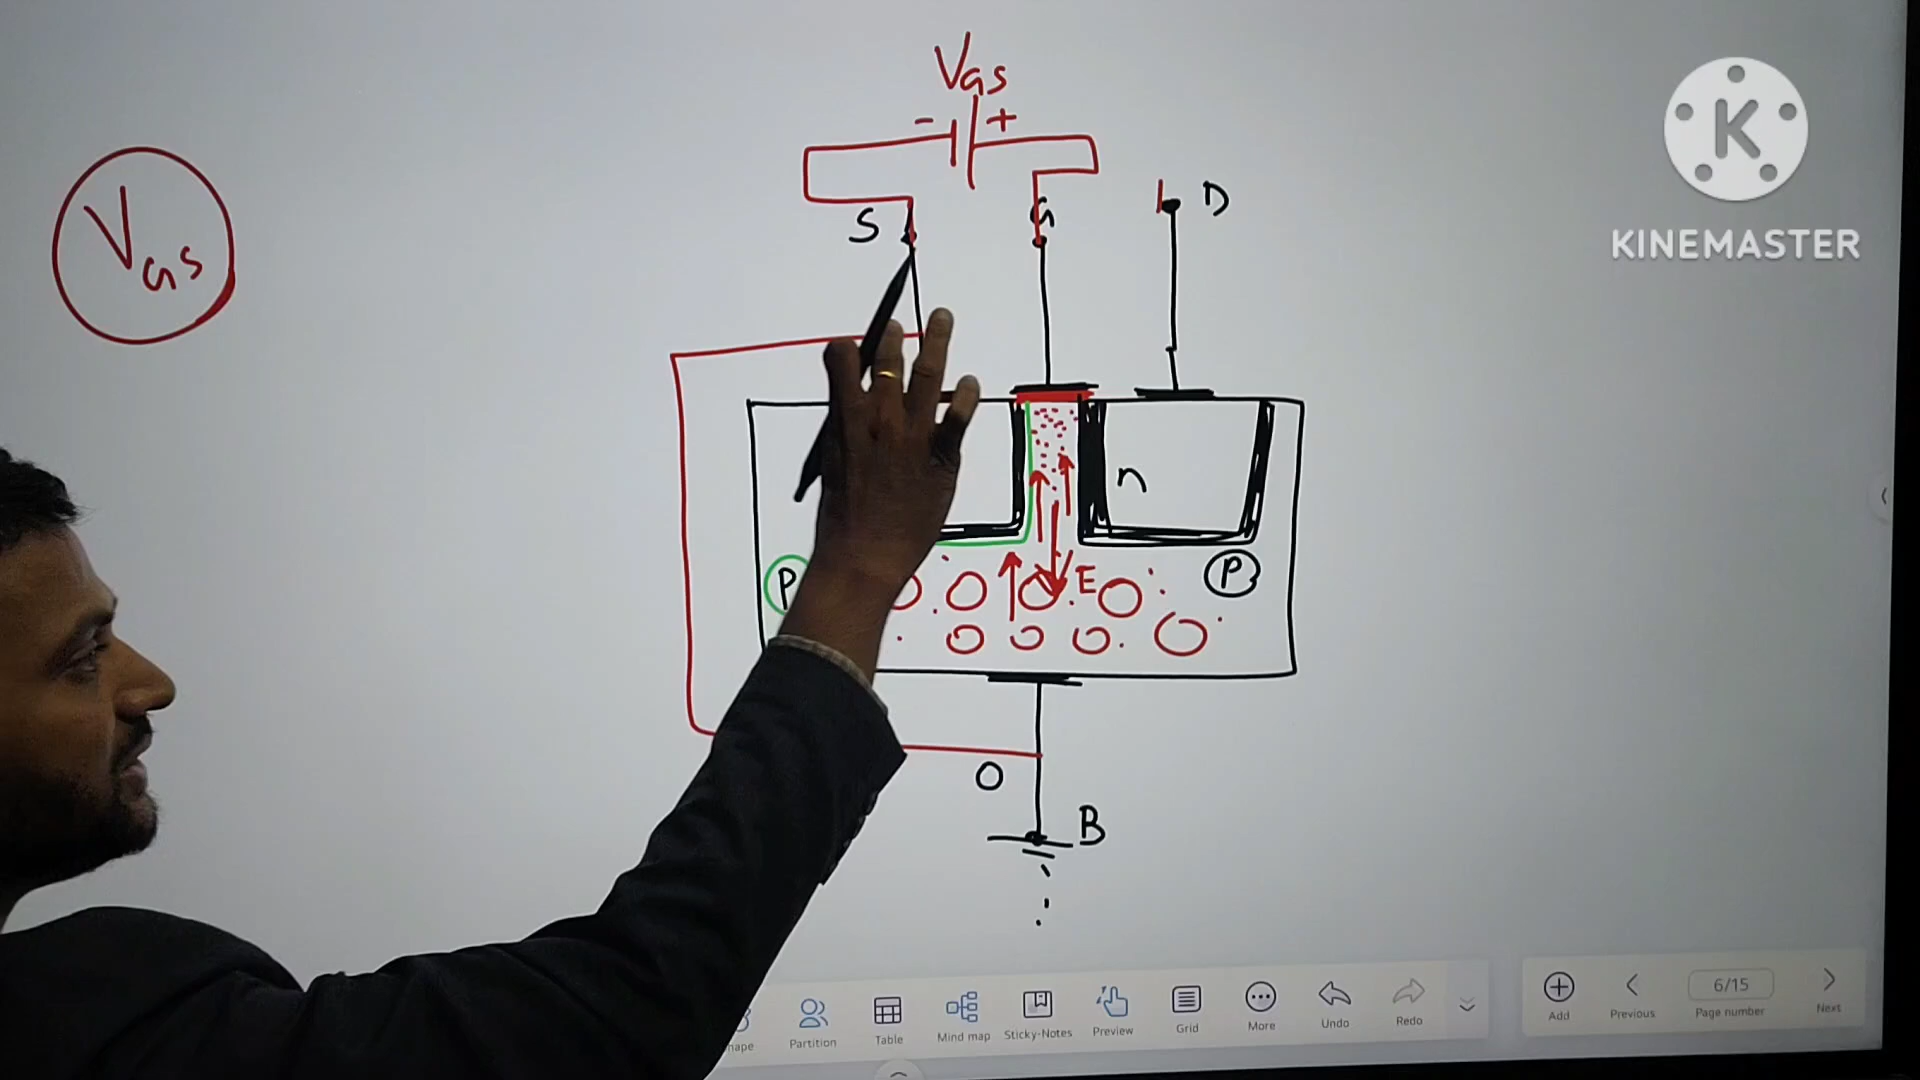 VGS
- +
S G D
VGS
n
P E P
O
B
K
KINEMASTER
Partition
Table
Mind map
Sticky-Notes
Preview
Grid
More
Undo
Redo
Add
Previous
6/15
Page number
Next